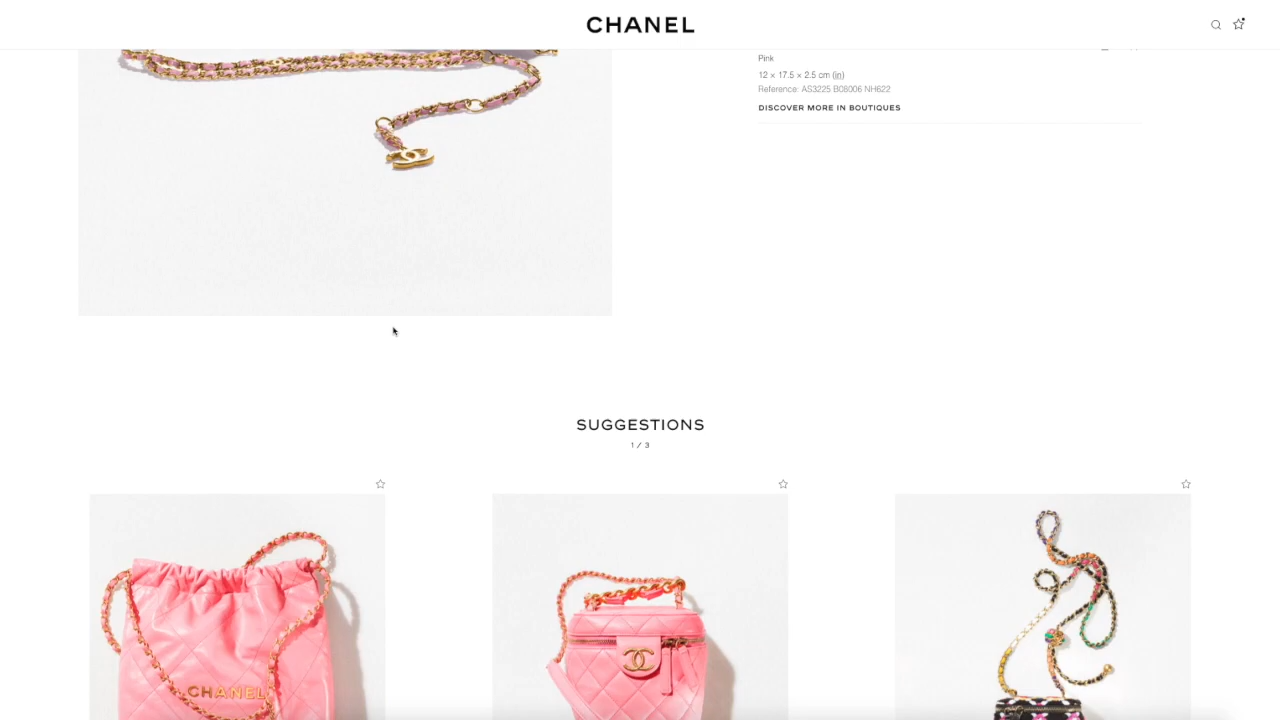 CHANEL
Pink
12 × 17.5 × 2.5 cm (in)
Reference: AS3225 B08006 NH622
DISCOVER MORE IN BOUTIQUES
SUGGESTIONS
1 / 3
CHANEL